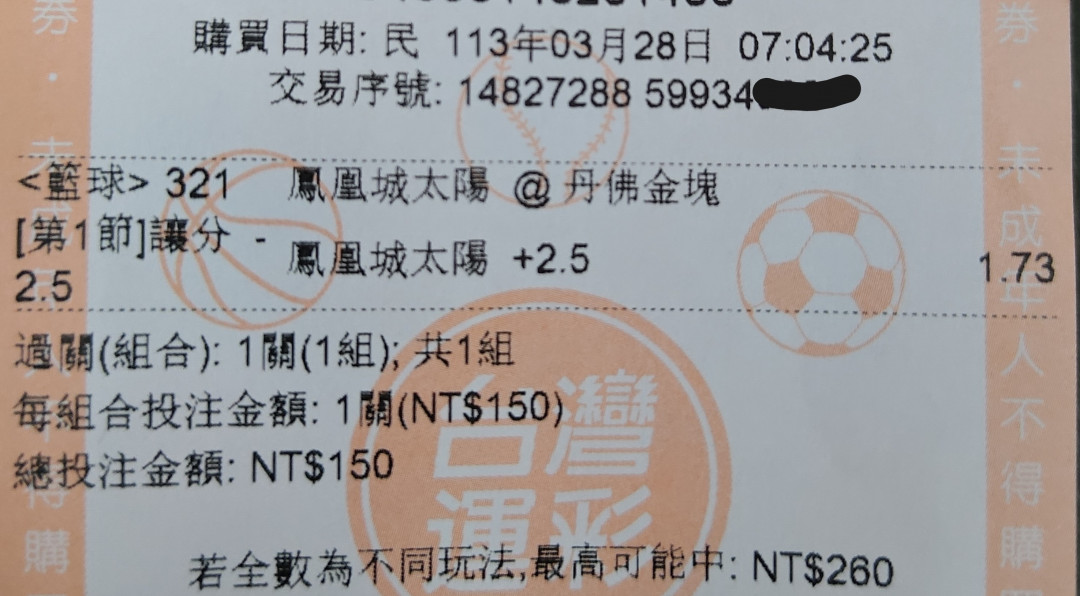 購買日期: 民 113年03月28日 07:04:25
交易序號: 14827288 59934
<籃球> 321 鳳凰城太陽 @ 丹佛金塊
[第1節]讓分 - 2.5 鳳凰城太陽 +2.5 1.73
過關(組合): 1關(1組); 共1組
每組合投注金額: 1關(NT$150)
總投注金額: NT$150
台灣
運彩
若全數為不同玩法,最高可能中: NT$260
券・未成年人不得購